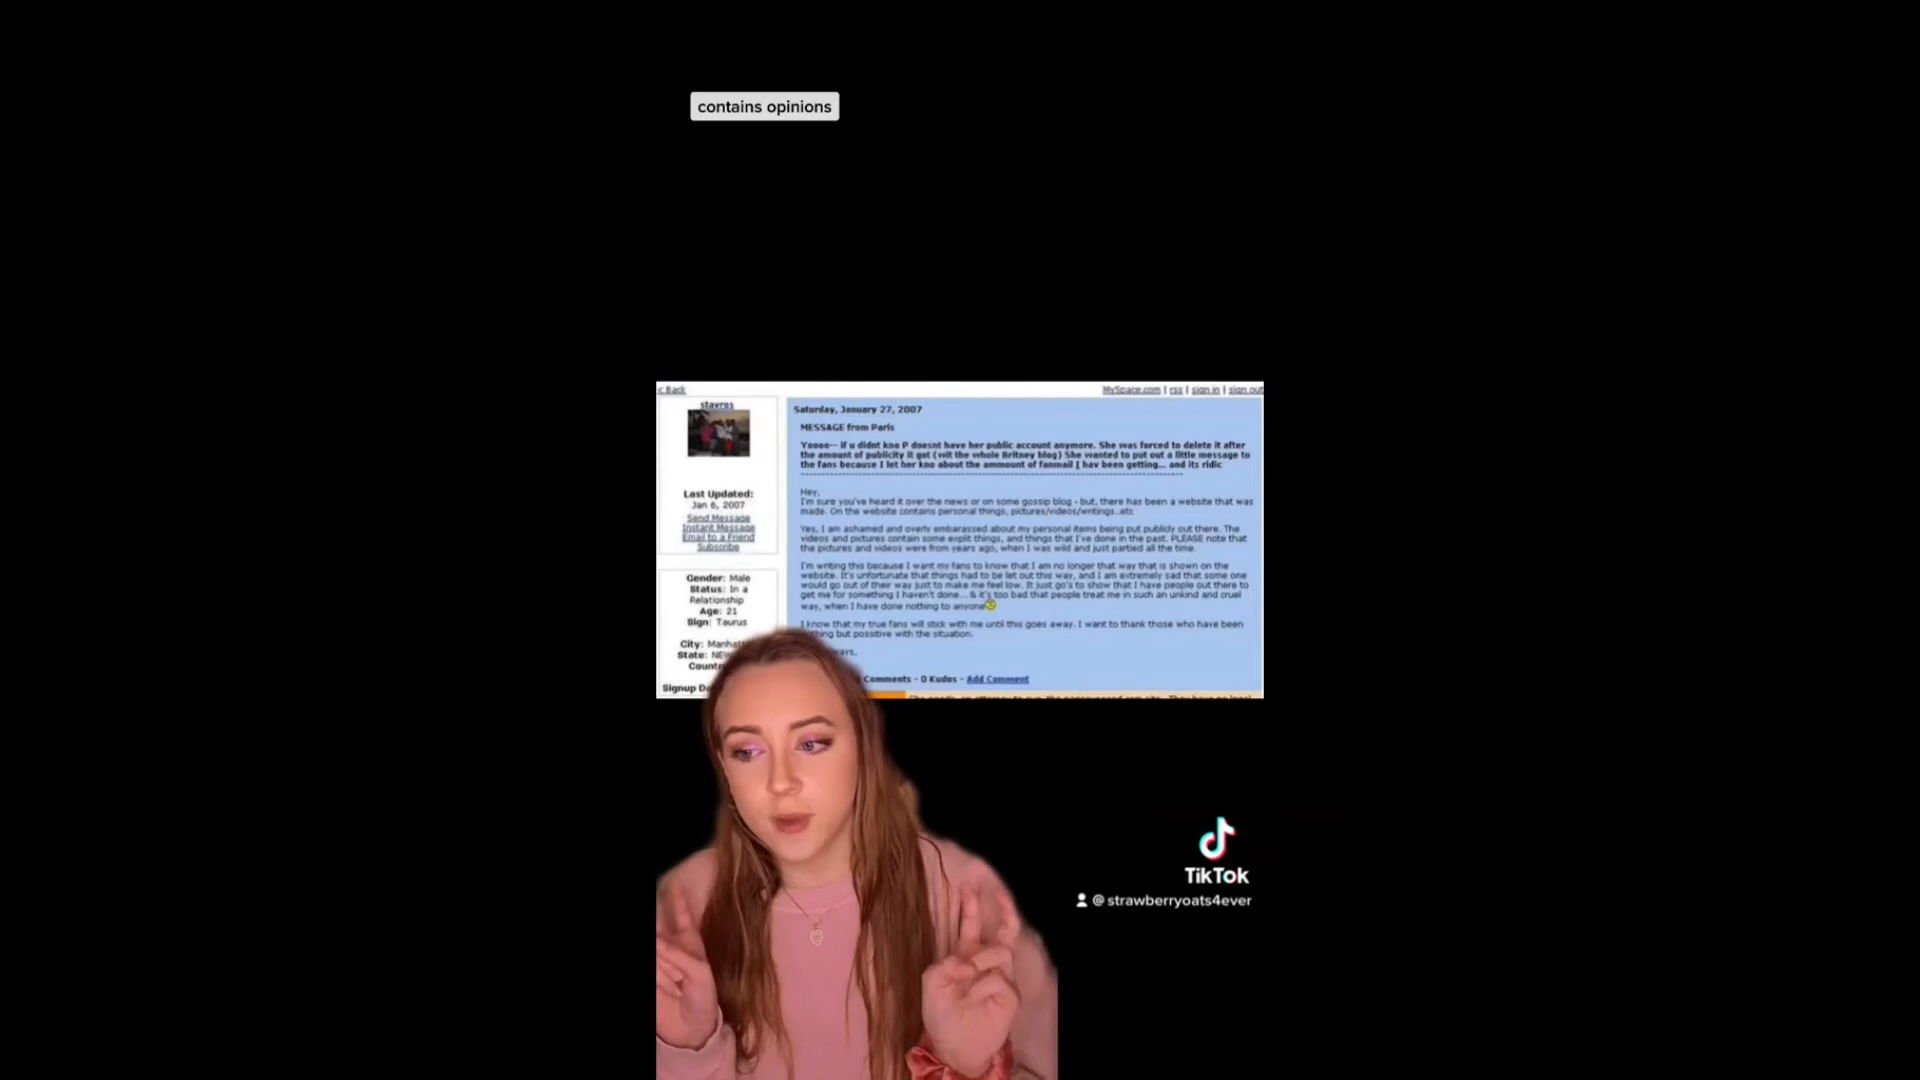 contains opinions
< Back
MySpace.com | rss | sign in | sign out
stavros
Last Updated:
Jan 6, 2007
Send Message
Instant Message
Email to a Friend
Subscribe
Gender: Male
Status: In a
Relationship
Age: 21
Sign: Taurus
City:
State:
Signup
Saturday, January 27, 2007
MESSAGE from Paris
Yoooo-- if u didnt kno P doesnt have her public account anymore. She was forced to delete it after
the amount of publicity it got (wit the whole Britney blog) She wanted to put out a little message to
the fans because I let her kno about the ammount of fanmail I hav been getting... and its ridic
Hey,
I'm sure you've heard it over the news or on some gossip blog - but, there has been a website that was
made. On the website contains personal things, pictures/videos/writings..ats
Yes, I am ashamed and overly embarassed about my personal items being put publicly out there. The
videos and pictures contain some explit things, and things that I've done in the past. PLEASE note that
the pictures and videos were from years ago, when I was wild and just partied all the time.
I'm writing this because I want my fans to know that I am no longer that way that is shown on the
website. It's unfortunate that things had to be let out this way, and I am extremely sad that some one
would go out of their way just to make me feel low. It just go's to show that I have people out there to
get me for something I haven't done... & it's too bad that people treat me in such an unkind and cruel
way, when I have done nothing to anyone
I know that my true fans will stick with me until this goes away. I want to thank those who have been
but possitive with the situation.
Comments - 0 Kudos - Add Comment
TikTok
@ strawberryoats4ever